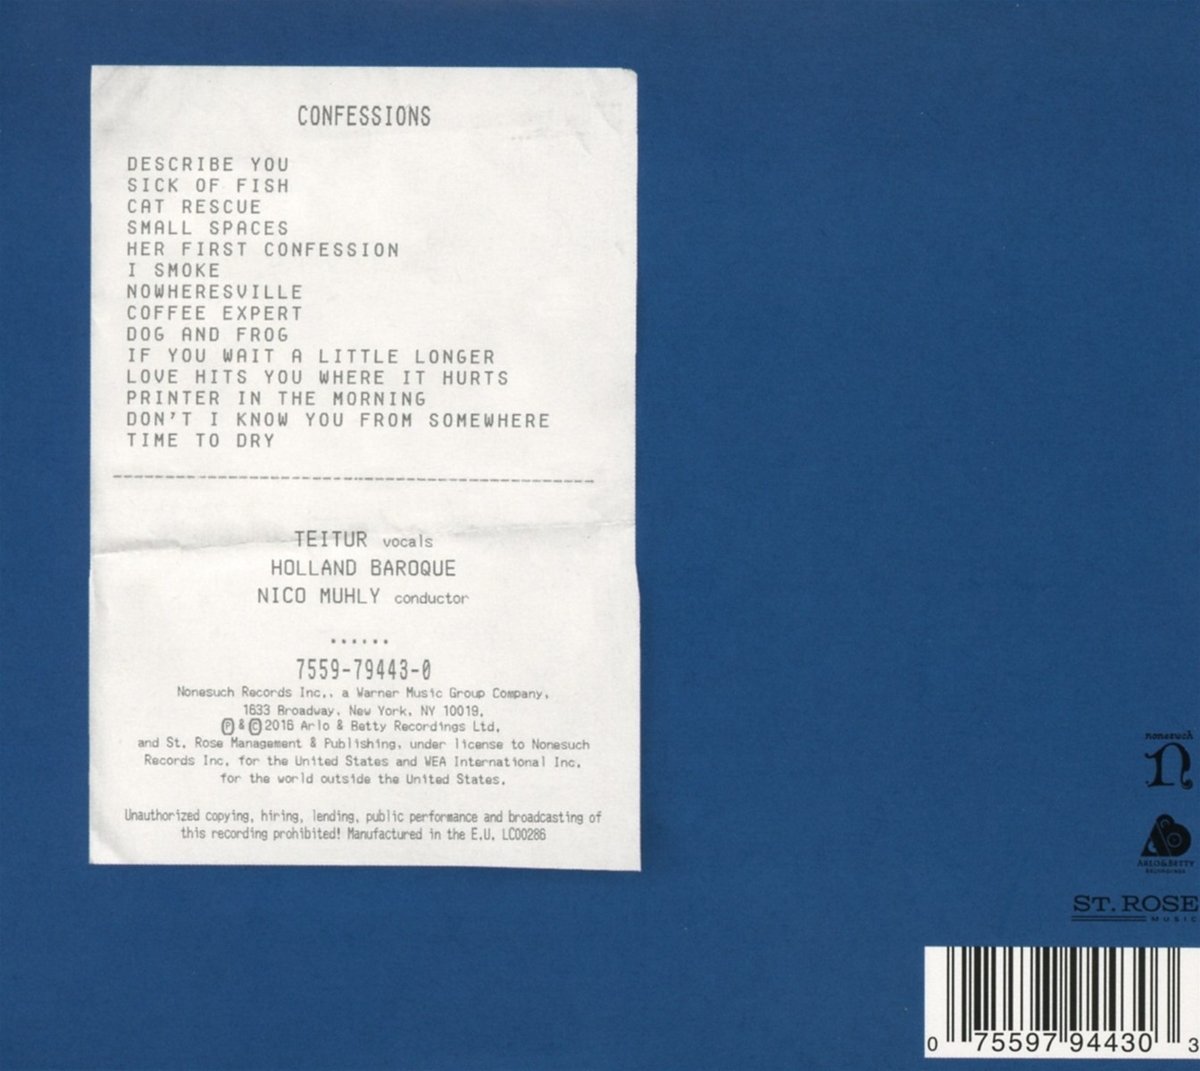 CONFESSIONS
DESCRIBE YOU
SICK OF FISH
CAT RESCUE
SMALL SPACES
HER FIRST CONFESSION
I SMOKE
NOWHERESVILLE
COFFEE EXPERT
DOG AND FROG
IF YOU WAIT A LITTLE LONGER
LOVE HITS YOU WHERE IT HURTS
PRINTER IN THE MORNING
DON'T I KNOW YOU FROM SOMEWHERE
TIME TO DRY
TEITUR vocals
HOLLAND BAROQUE
NICO MUHLY conductor
******
7559-79443-0
Nonesuch Records Inc., a Warner Music Group Company,
1633 Broadway, New York, NY 10019.
Ⓟ & © 2016 Arlo & Betty Recordings Ltd.
and St. Rose Management & Publishing, under license to Nonesuch
Records Inc. for the United States and WEA International Inc.
for the world outside the United States.
Unauthorized copying, hiring, lending, public performance and broadcasting of
this recording prohibited! Manufactured in the E.U. LC00286
nonesuch
n
AB
ARLO & BETTY
RECORDINGS
ST. ROSE
MUSIC
0 75597 94430 3